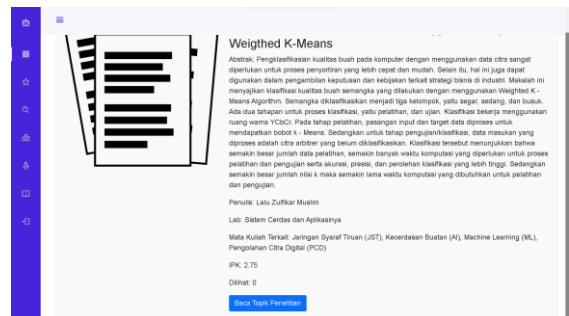 Weigthed K-Means
Abstrak: Pengklasifikasian kualitas buah pada komputer dengan menggunakan data citra sangat
diperlukan untuk proses penyortiran yang lebih cepat dan mudah. Selain itu, hal ini juga dapat
digunakan dalam pengambilan keputusan dan kebijakan terkait strategi bisnis di industri. Makalah ini
menyajikan klasifikasi kualitas buah semangka yang dilakukan dengan menggunakan Weighted K -
Means Algorithm. Semangka diklasifikasikan menjadi tiga kelompok, yaitu segar, sedang, dan busuk.
Ada dua tahapan untuk proses klasifikasi, yaitu pelatihan, dan ujian. Klasifikasi bekerja menggunakan
ruang warna YCbCr. Pada tahap pelatihan, pasangan input dan target data diproses untuk
mendapatkan bobot k - Means. Sedangkan untuk tahap pengujian/klasifikasi, data masukan yang
diproses adalah citra arbitrer yang belum diklasifikasikan. Klasifikasi tersebut menunjukkan bahwa
semakin besar jumlah data pelatihan, semakin banyak waktu komputasi yang diperlukan untuk proses
pelatihan dan pengujian serta akurasi, presisi, dan perolehan klasifikasi yang lebih tinggi. Sedangkan
semakin besar jumlah nilai k maka semakin lama waktu komputasi yang dibutuhkan untuk pelatihan
dan pengujian.
Penulis: Lalu Zulfikar Muslim
Lab: Sistem Cerdas dan Aplikasinya
Mata Kuliah Terkait: Jaringan Syaraf Tiruan (JST), Kecerdasan Buatan (AI), Machine Learning (ML),
Pengolahan Citra Digital (PCD)
IPK: 2.75
Dilihat: 0
Baca Topik Penelitian